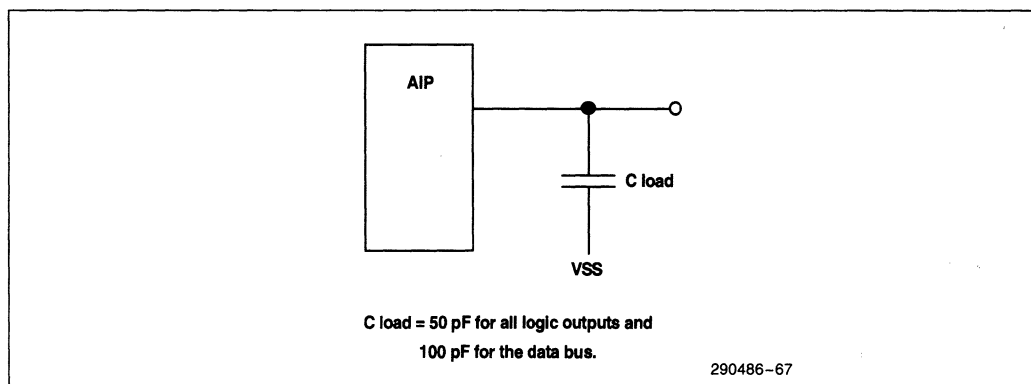 AIP
C load
VSS
C load = 50 pF for all logic outputs and
100 pF for the data bus.
290486-67